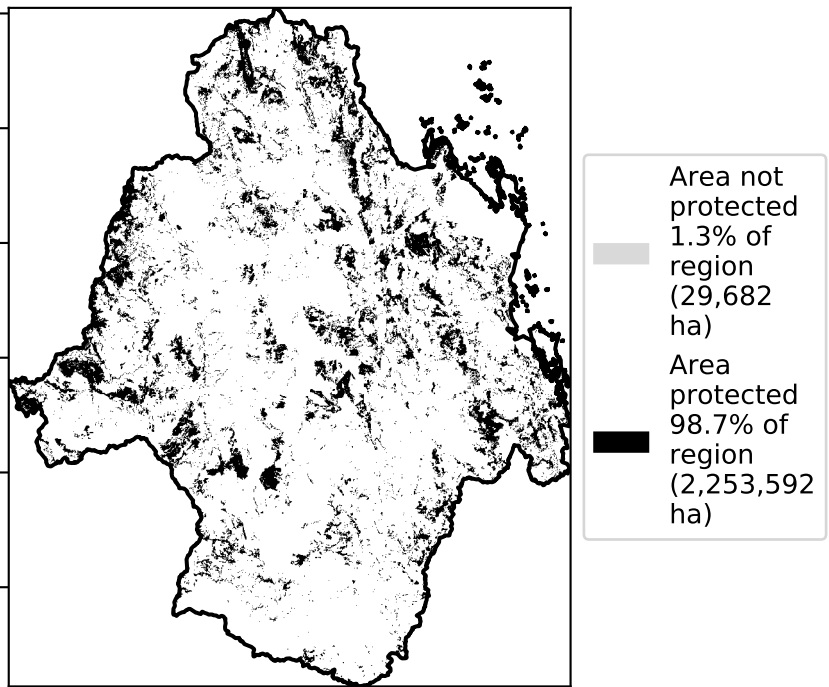 Area not
protected
1.3% of
region
(29,682
ha)
Area
protected
98.7% of
region
(2,253,592
ha)